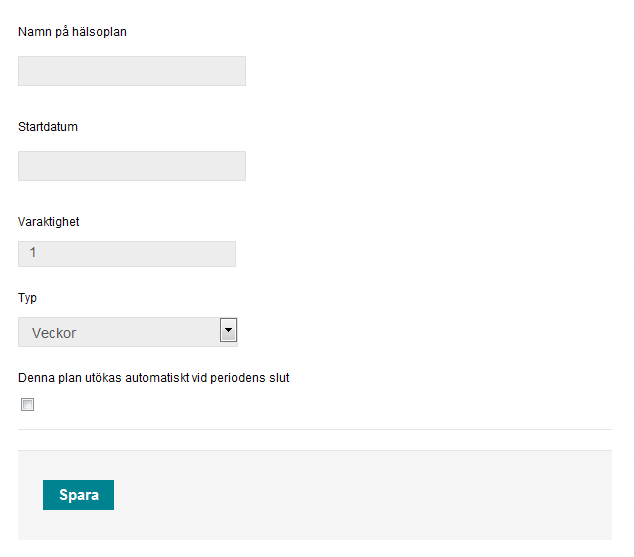 Namn på hälsoplan
Startdatum
Varaktighet
1
Typ
Veckor
Denna plan utökas automatiskt vid periodens slut
Spara